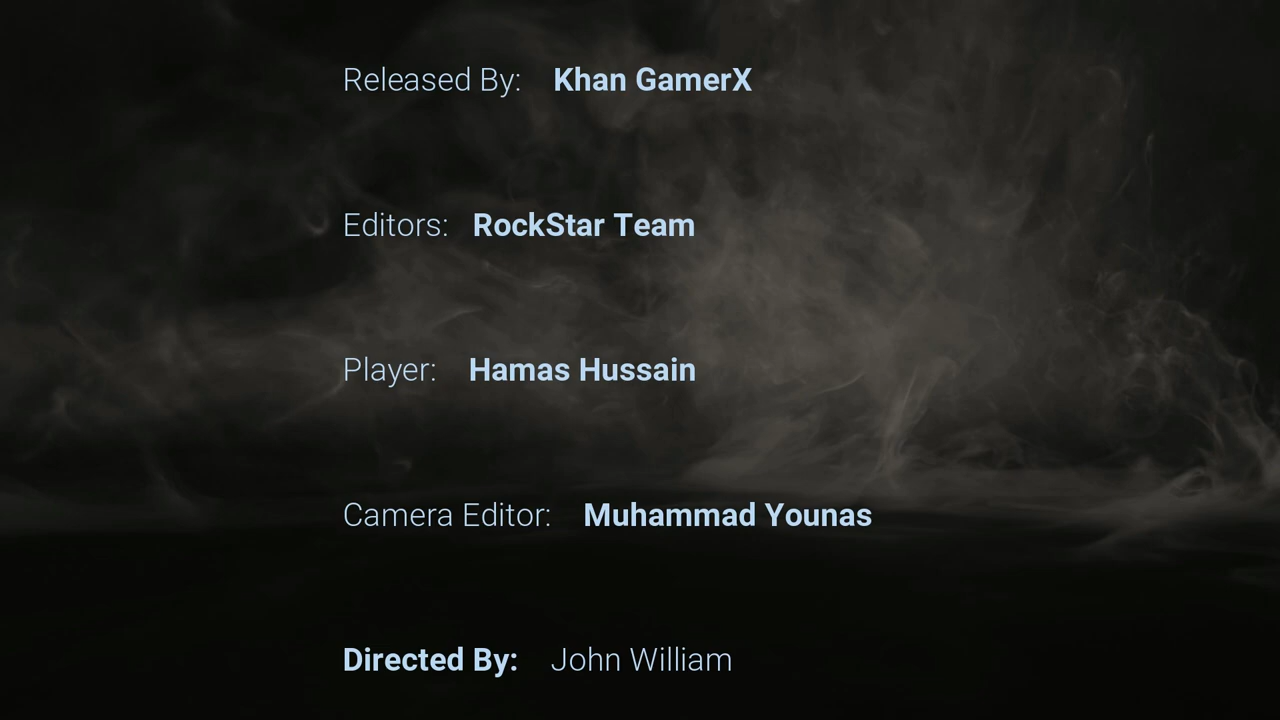 Released By: Khan GamerX
Editors: RockStar Team
Player: Hamas Hussain
Camera Editor: Muhammad Younas
Directed By: John William